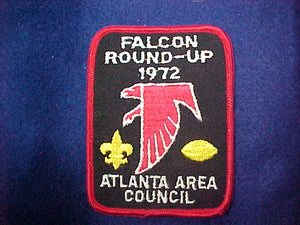 FALCON
ROUND-UP
1972
ATLANTA AREA
COUNCIL